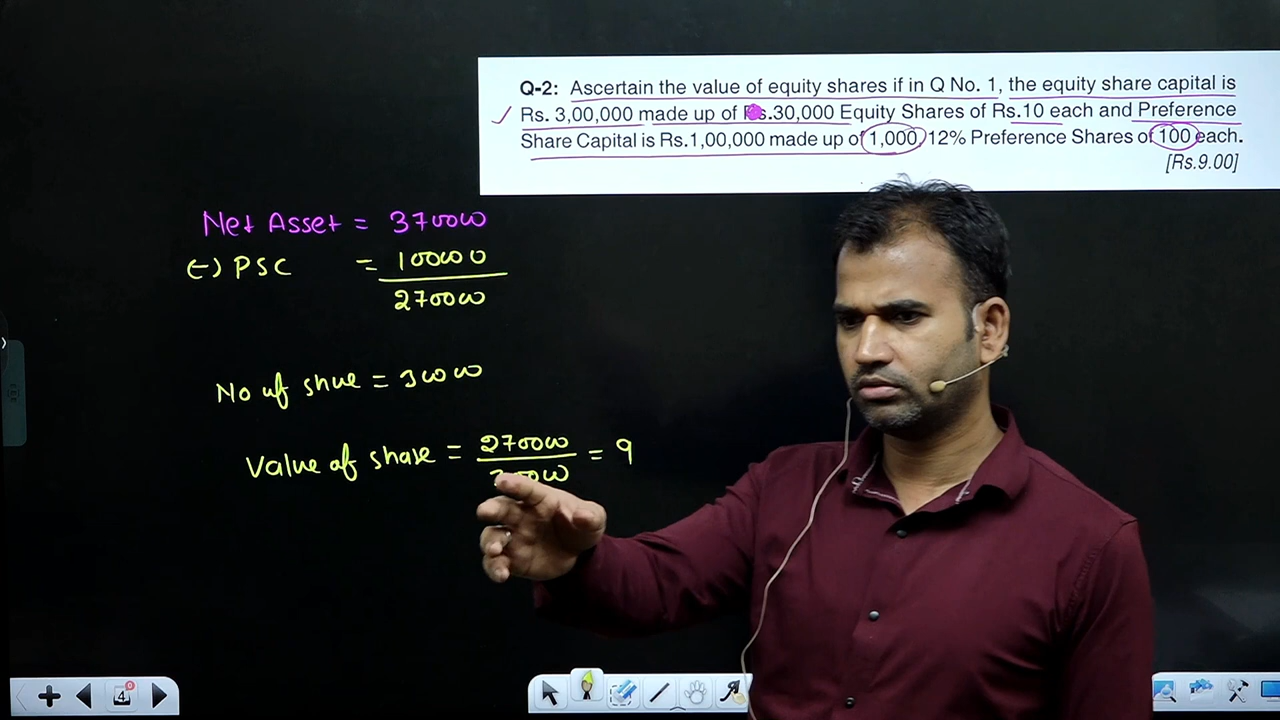 Q-2: Ascertain the value of equity shares if in Q No. 1, the equity share capital is
Rs. 3,00,000 made up of Rs.30,000 Equity Shares of Rs.10 each and Preference
Share Capital is Rs.1,00,000 made up of 1,000, 12% Preference Shares of 100 each.
[Rs.9.00]
Net Asset = 370000
(-) PSC = 100000
270000
No of share = 30000
Value of share = 270000 / 30000 = 9
4
0